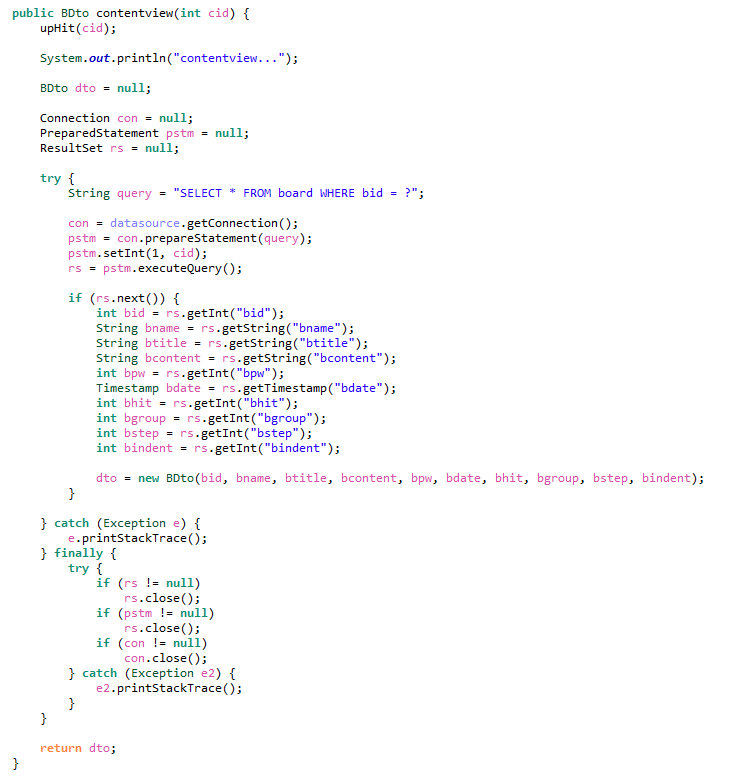 public BDto contentview(int cid) {
    upHit(cid);

    System.out.println("contentview...");

    BDto dto = null;

    Connection con = null;
    PreparedStatement pstm = null;
    ResultSet rs = null;

    try {
        String query = "SELECT * FROM board WHERE bid = ?";

        con = datasource.getConnection();
        pstm = con.prepareStatement(query);
        pstm.setInt(1, cid);
        rs = pstm.executeQuery();

        if (rs.next()) {
            int bid = rs.getInt("bid");
            String bname = rs.getString("bname");
            String btitle = rs.getString("btitle");
            String bcontent = rs.getString("bcontent");
            int bpw = rs.getInt("bpw");
            Timestamp bdate = rs.getTimestamp("bdate");
            int bhit = rs.getInt("bhit");
            int bgroup = rs.getInt("bgroup");
            int bstep = rs.getInt("bstep");
            int bindent = rs.getInt("bindent");

            dto = new BDto(bid, bname, btitle, bcontent, bpw, bdate, bhit, bgroup, bstep, bindent);
        }

    } catch (Exception e) {
        e.printStackTrace();
    } finally {
        try {
            if (rs != null)
                rs.close();
            if (pstm != null)
                rs.close();
            if (con != null)
                con.close();
        } catch (Exception e2) {
            e2.printStackTrace();
        }
    }

    return dto;
}